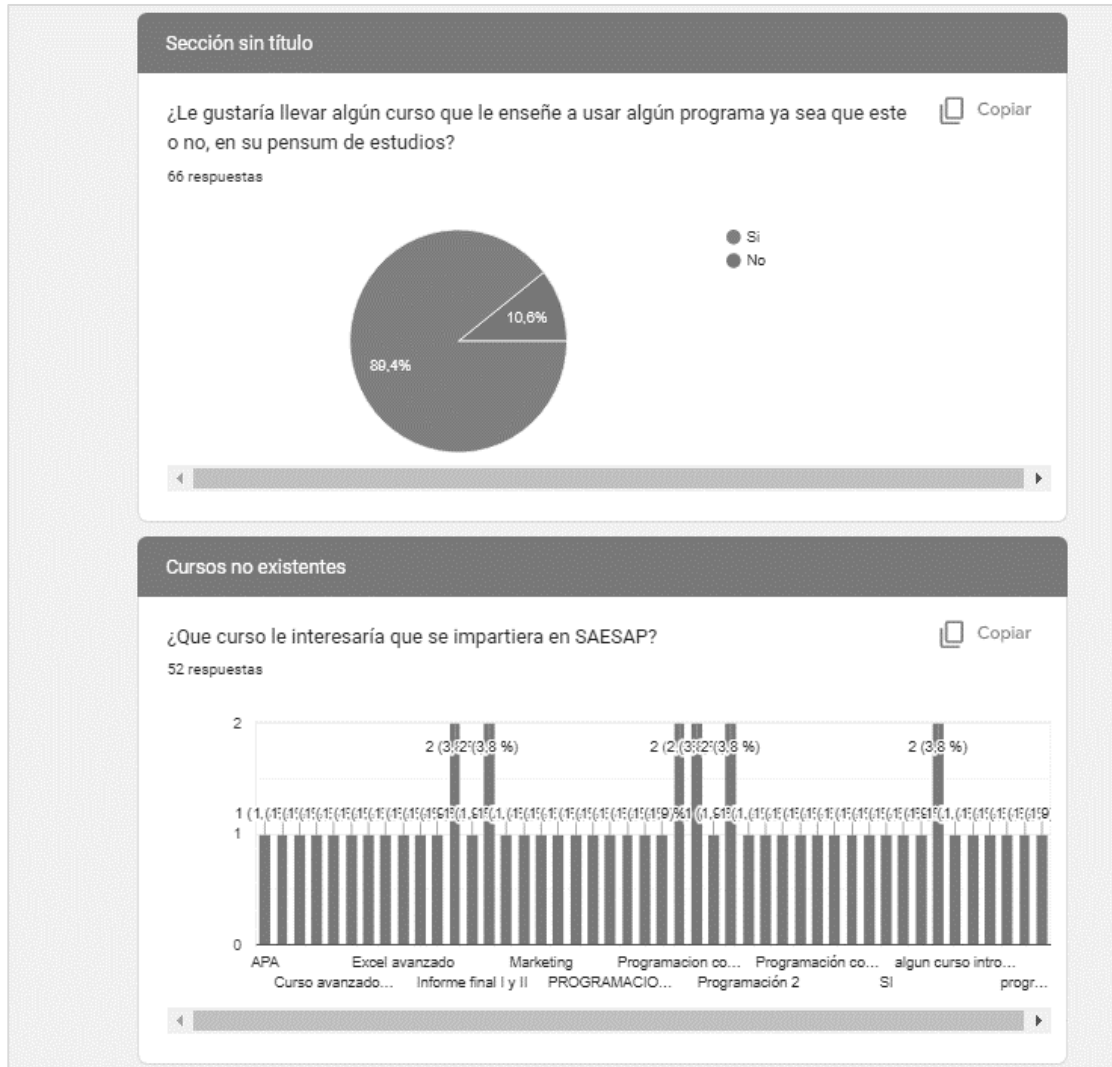 Sección sin título
¿Le gustaría llevar algún curso que le enseñe a usar algún programa ya sea que este
o no, en su pensum de estudios?
Copiar
66 respuestas
Si
No
10,6%
89,4%
Cursos no existentes
¿Que curso le interesaría que se impartiera en SAESAP?
Copiar
52 respuestas
2
2 (3,8 %)
1
0
APA
Excel avanzado
Marketing
Programacion co...
Programación co...
algun curso intro...
Curso avanzado...
Informe final I y II
PROGRAMACIO...
Programación 2
SI
progr...